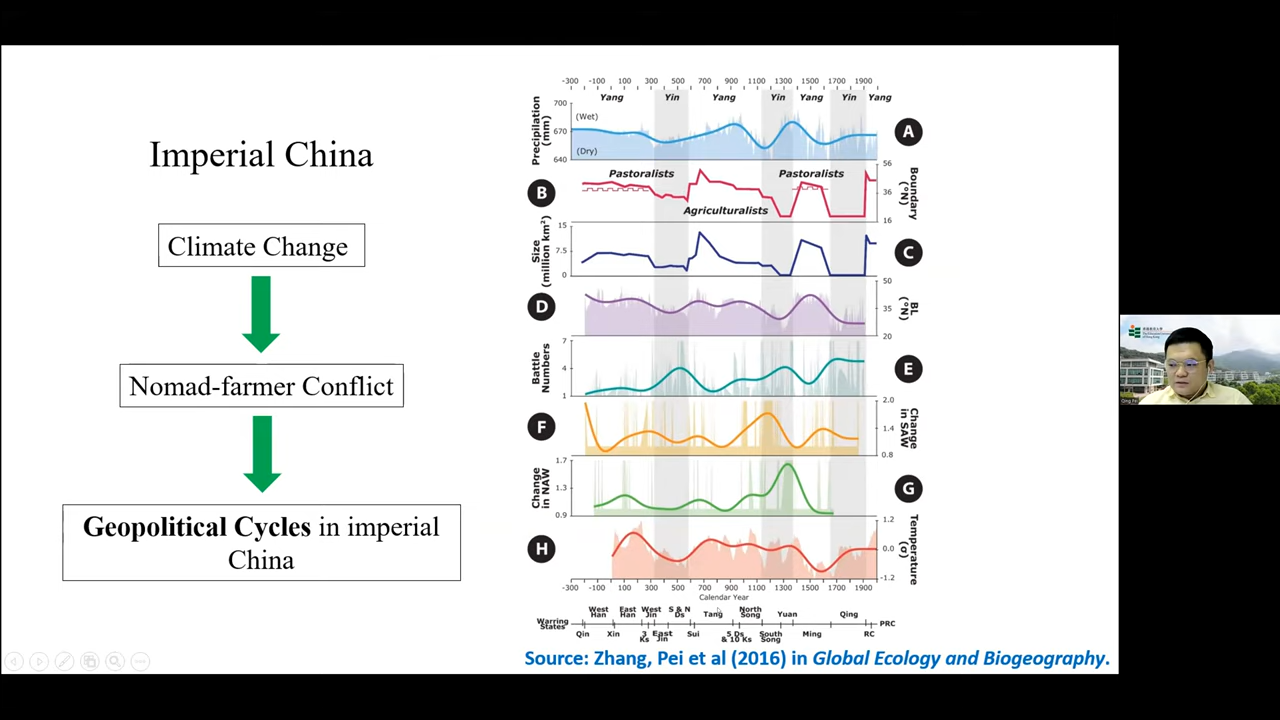 Imperial China
Climate Change
Nomad-farmer Conflict
Geopolitical Cycles in imperial
China
-300 -100 100 300 500 700 900 1100 1300 1500 1700 1900
Yang Yin Yang Yin Yang Yin Yang
Precipitation
(mm)
700
670
640
(Wet)
(Dry)
A
B
Pastoralists
Pastoralists
Agriculturalists
56
36
16
Boundary
(°N)
Size
(million km²)
15
7.5
0
C
D
50
35
20
BL
(°N)
Battle
Numbers
7
4
1
E
F
2.0
1.4
0.8
Change
in SAW
Change
in NAW
1.7
1.3
0.9
G
H
1.2
0.0
-1.2
Temperature
(σ)
-300 -100 100 300 500 700 900 1100 1300 1500 1700 1900
Calendar Year
West
Han
East
Han
West
Jin
S & N
Ds
Tang
North
Song
Yuan
Qing
Warring
States
PRC
Qin
Xin
3
Ks
East
Jin
Sui
5 Ds
& 10 Ks
South
Song
Ming
RC
Source: Zhang, Pei et al (2016) in Global Ecology and Biogeography.